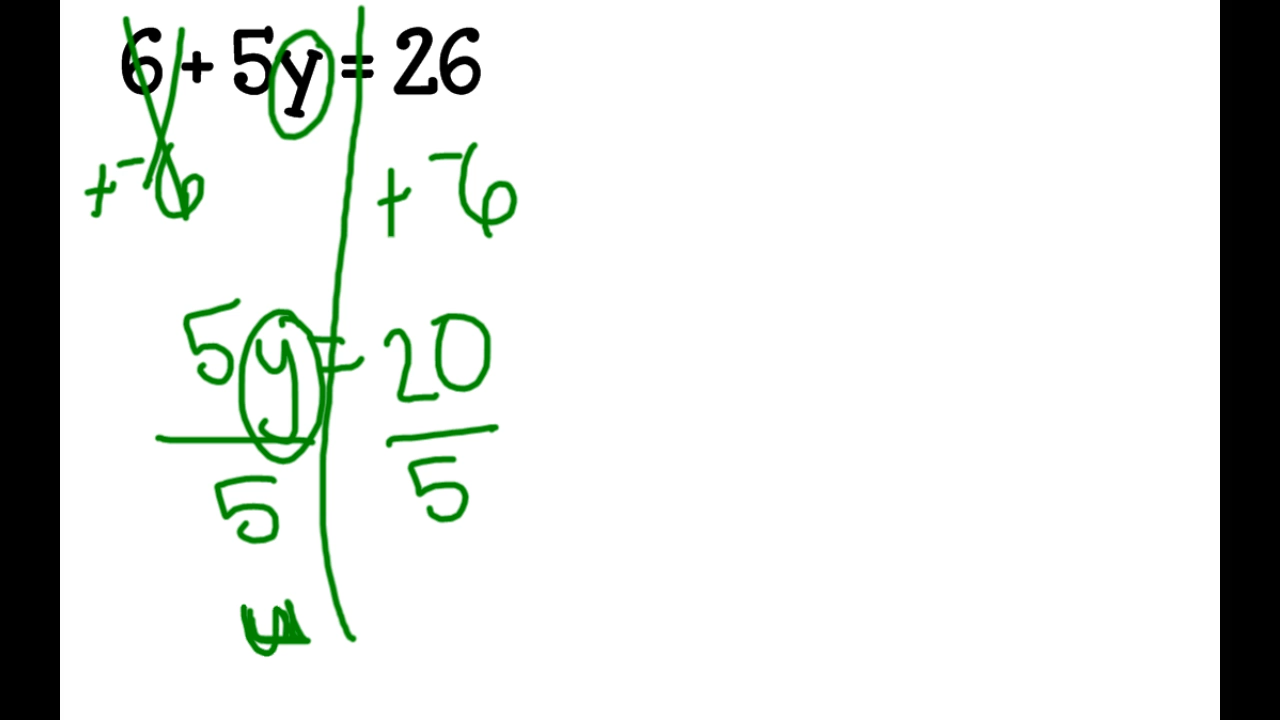 6 + 5y = 26
+ ⁻6 + ⁻6
5y = 20
5 5